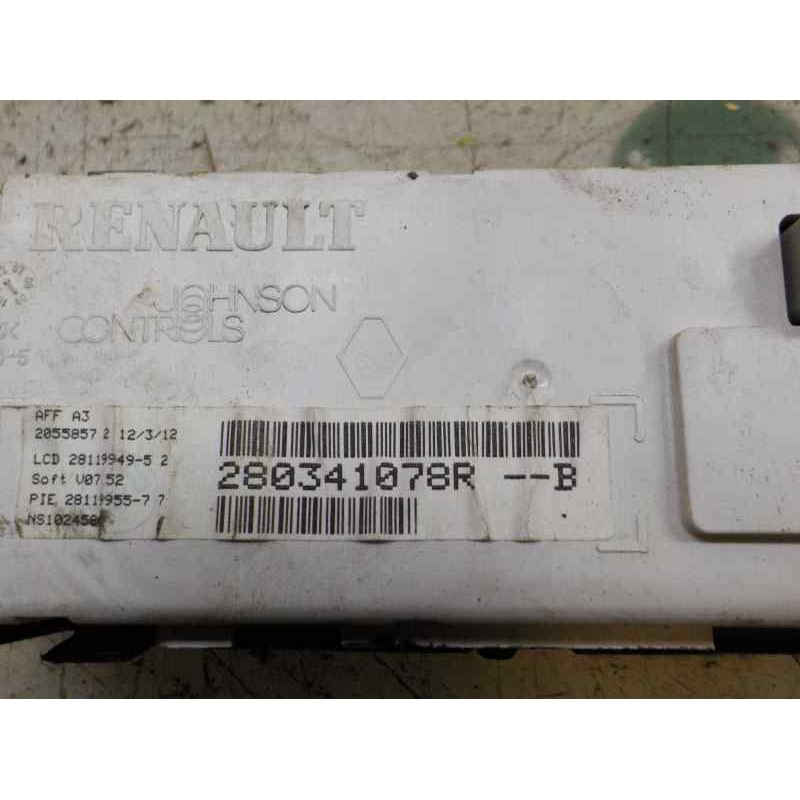 RENAULT
JOHNSON
CONTROLS
AFF A3
2055857 2 12/3/12
LCD 28119949-5 2
Soft V07.52
PIE 28119955-7 7
280341078R --B